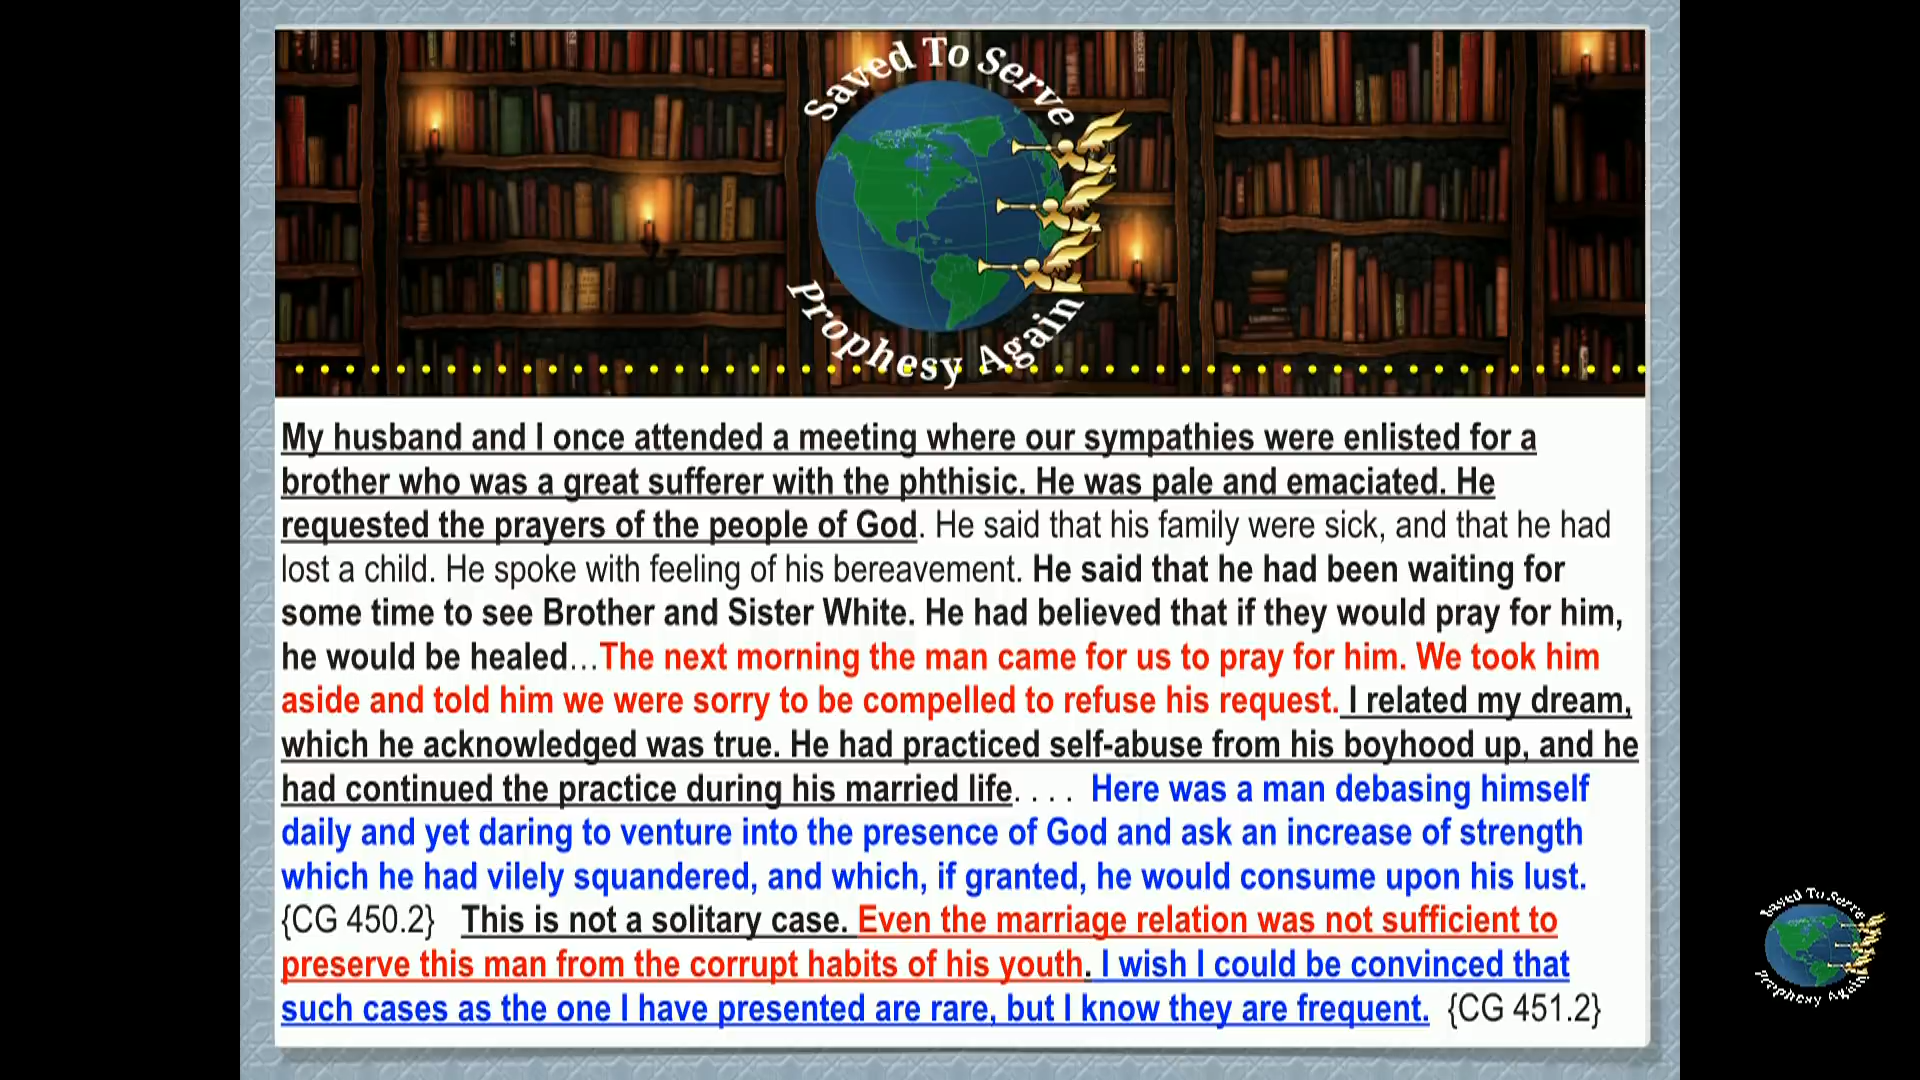 Saved To Serve
Prophesy Again
My husband and I once attended a meeting where our sympathies were enlisted for a
brother who was a great sufferer with the phthisic. He was pale and emaciated. He
requested the prayers of the people of God. He said that his family were sick, and that he had
lost a child. He spoke with feeling of his bereavement. He said that he had been waiting for
some time to see Brother and Sister White. He had believed that if they would pray for him,
he would be healed…The next morning the man came for us to pray for him. We took him
aside and told him we were sorry to be compelled to refuse his request. I related my dream,
which he acknowledged was true. He had practiced self-abuse from his boyhood up, and he
had continued the practice during his married life. . . . Here was a man debasing himself
daily and yet daring to venture into the presence of God and ask an increase of strength
which he had vilely squandered, and which, if granted, he would consume upon his lust.
{CG 450.2} This is not a solitary case. Even the marriage relation was not sufficient to
preserve this man from the corrupt habits of his youth. I wish I could be convinced that
such cases as the one I have presented are rare, but I know they are frequent. {CG 451.2}
Saved To Serve
Prophesy Again